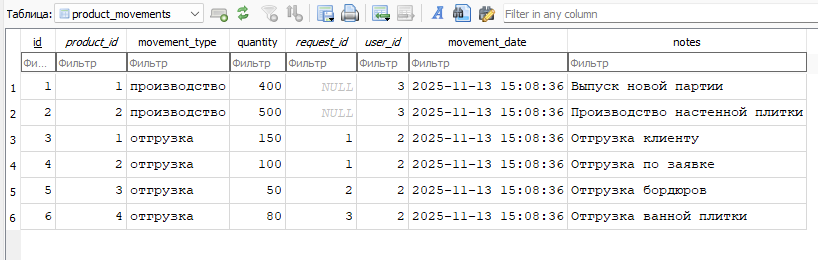 Таблица: product_movements Filter in any column
id product_id movement_type quantity request_id user_id movement_date notes
Фи... Фильтр Фильтр Фильтр Фильтр Фильтр Фильтр Фильтр
1 1 1 производство 400 NULL 3 2025-11-13 15:08:36 Выпуск новой партии
2 2 2 производство 500 NULL 3 2025-11-13 15:08:36 Производство настенной плитки
3 3 1 отгрузка 150 1 2 2025-11-13 15:08:36 Отгрузка клиенту
4 4 2 отгрузка 100 1 2 2025-11-13 15:08:36 Отгрузка по заявке
5 5 3 отгрузка 50 2 2 2025-11-13 15:08:36 Отгрузка бордюров
6 6 4 отгрузка 80 3 2 2025-11-13 15:08:36 Отгрузка ванной плитки